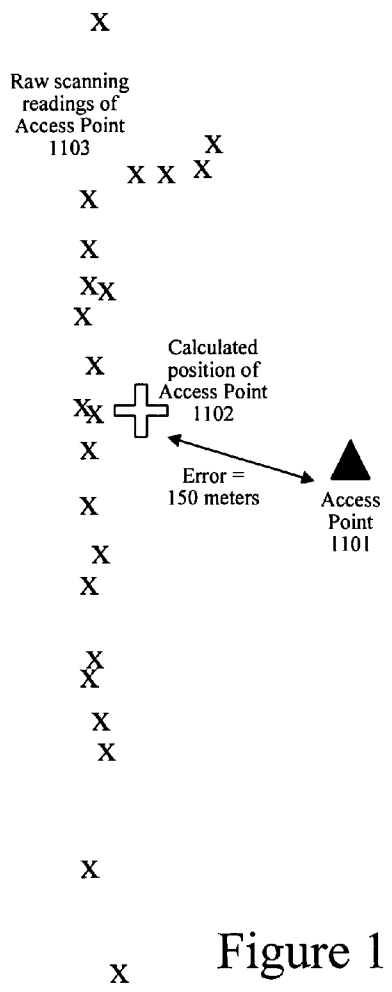 X
Raw scanning
readings of
Access Point
1103
X
X X X
X
X
X X
X
X
X X
X
X
X
X
X
X
X
X
X
X
Calculated
position of
Access Point
1102
Error =
150 meters
Access
Point
1101
Figure 1
X